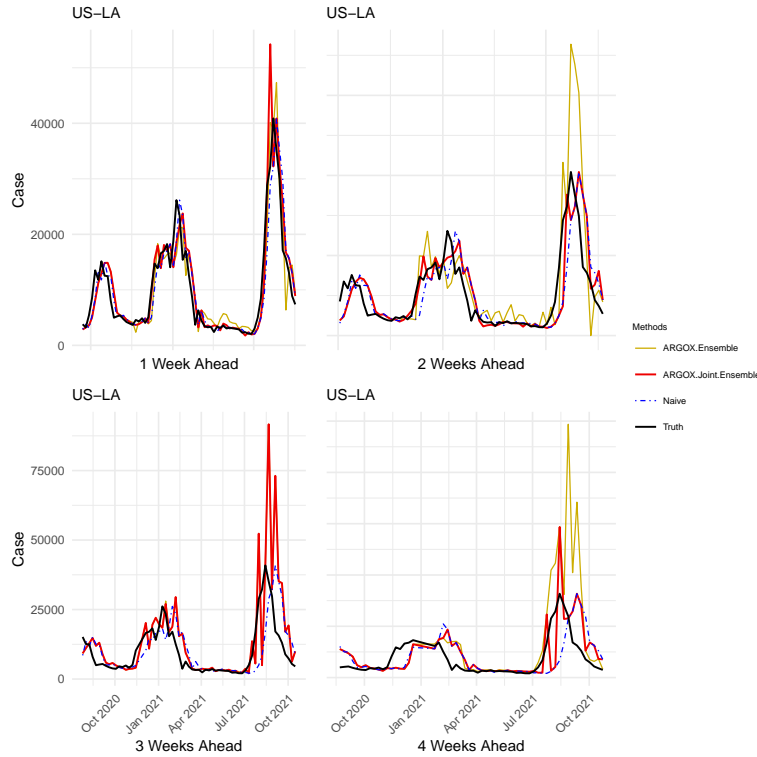 US−LA
US−LA
Case
40000
20000
0
1 Week Ahead
2 Weeks Ahead
Methods
ARGOX.Ensemble
ARGOX.Joint.Ensemble
Naive
Truth
US−LA
US−LA
Case
75000
50000
25000
0
Oct 2020
Jan 2021
Apr 2021
Jul 2021
Oct 2021
Oct 2020
Jan 2021
Apr 2021
Jul 2021
Oct 2021
3 Weeks Ahead
4 Weeks Ahead